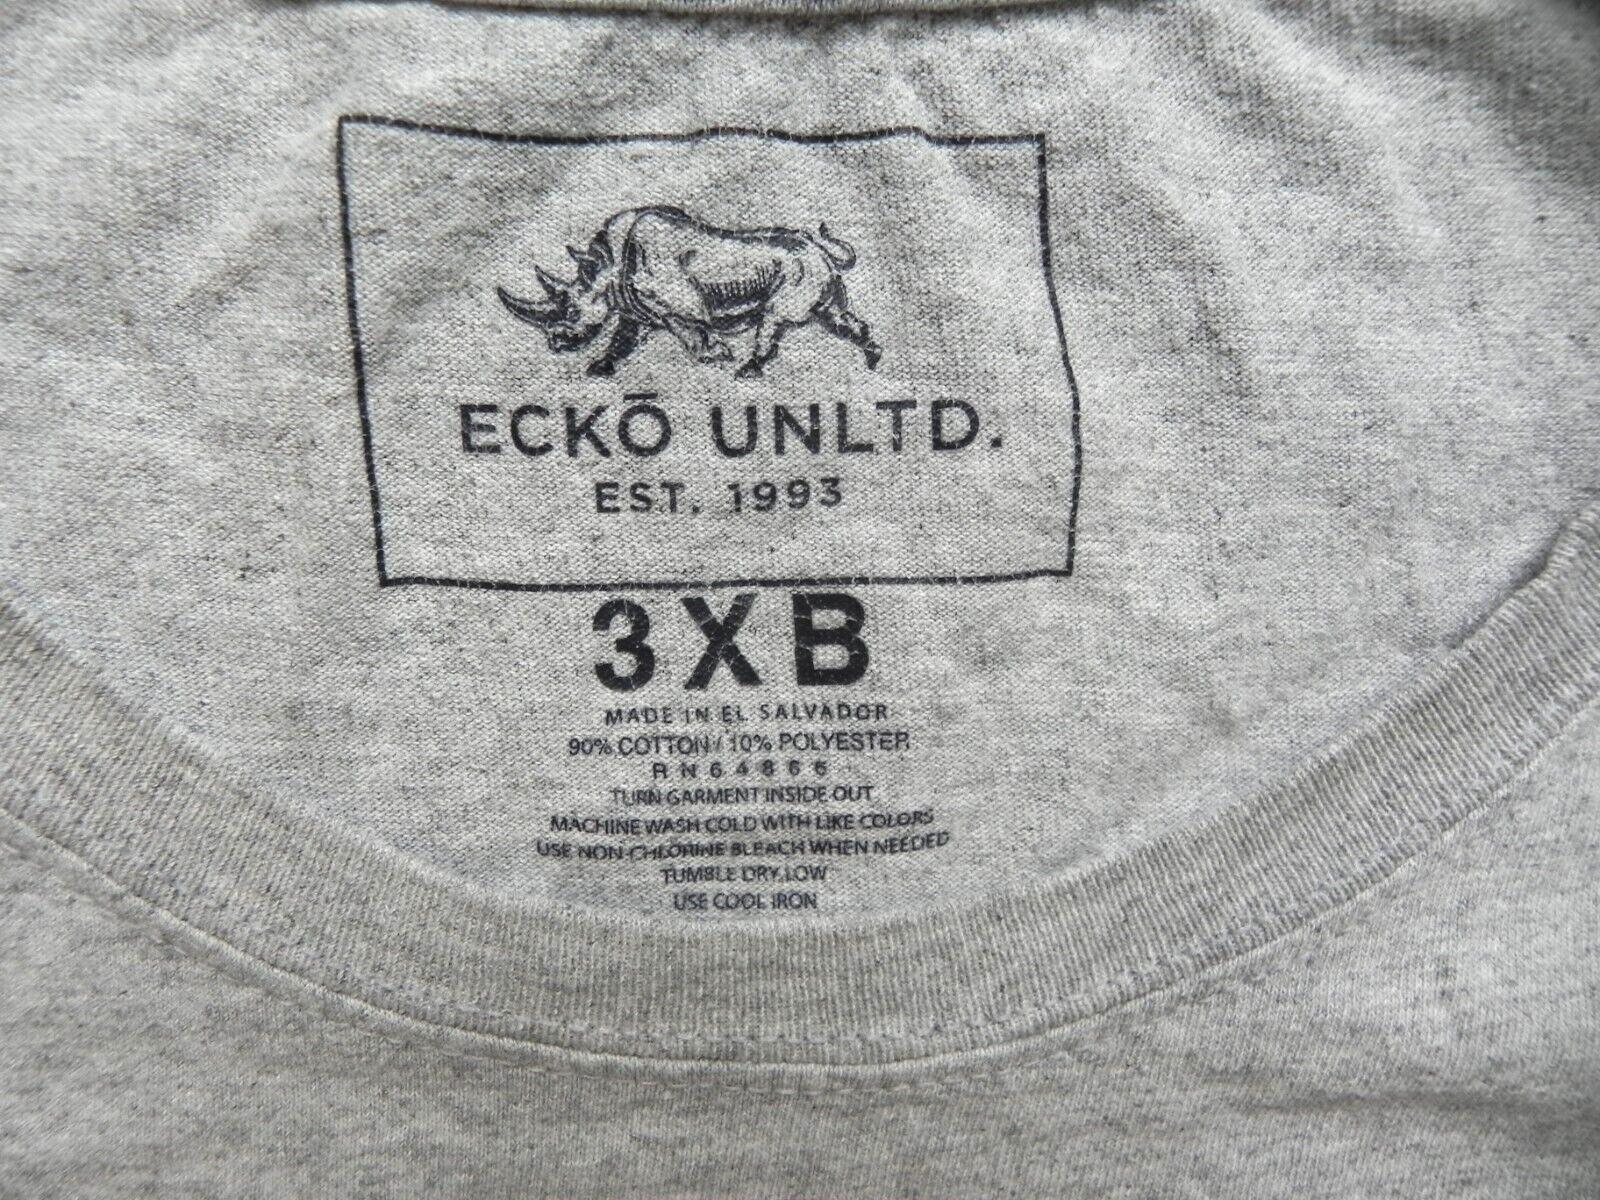 ECKŌ UNLTD.
EST. 1993
3XB
MADE IN EL SALVADOR
90% COTTON / 10% POLYESTER
RN64866
TURN GARMENT INSIDE OUT
MACHINE WASH COLD WITH LIKE COLORS
USE NON-CHLORINE BLEACH WHEN NEEDED
TUMBLE DRY LOW
USE COOL IRON